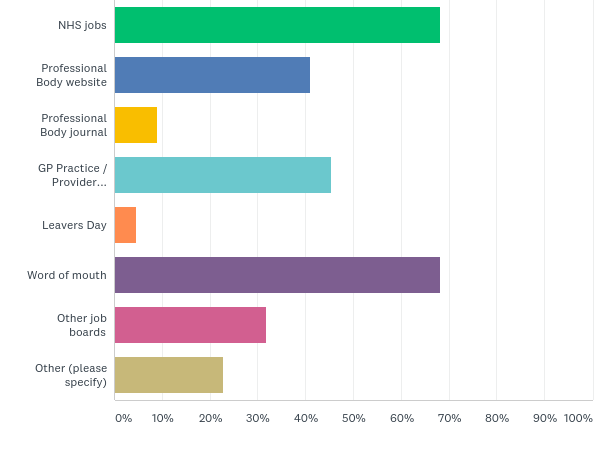 NHS jobs
Professional
Body website
Professional
Body journal
GP Practice /
Provider...
Leavers Day
Word of mouth
Other job
boards
Other (please
specify)
0% 10% 20% 30% 40% 50% 60% 70% 80% 90% 100%